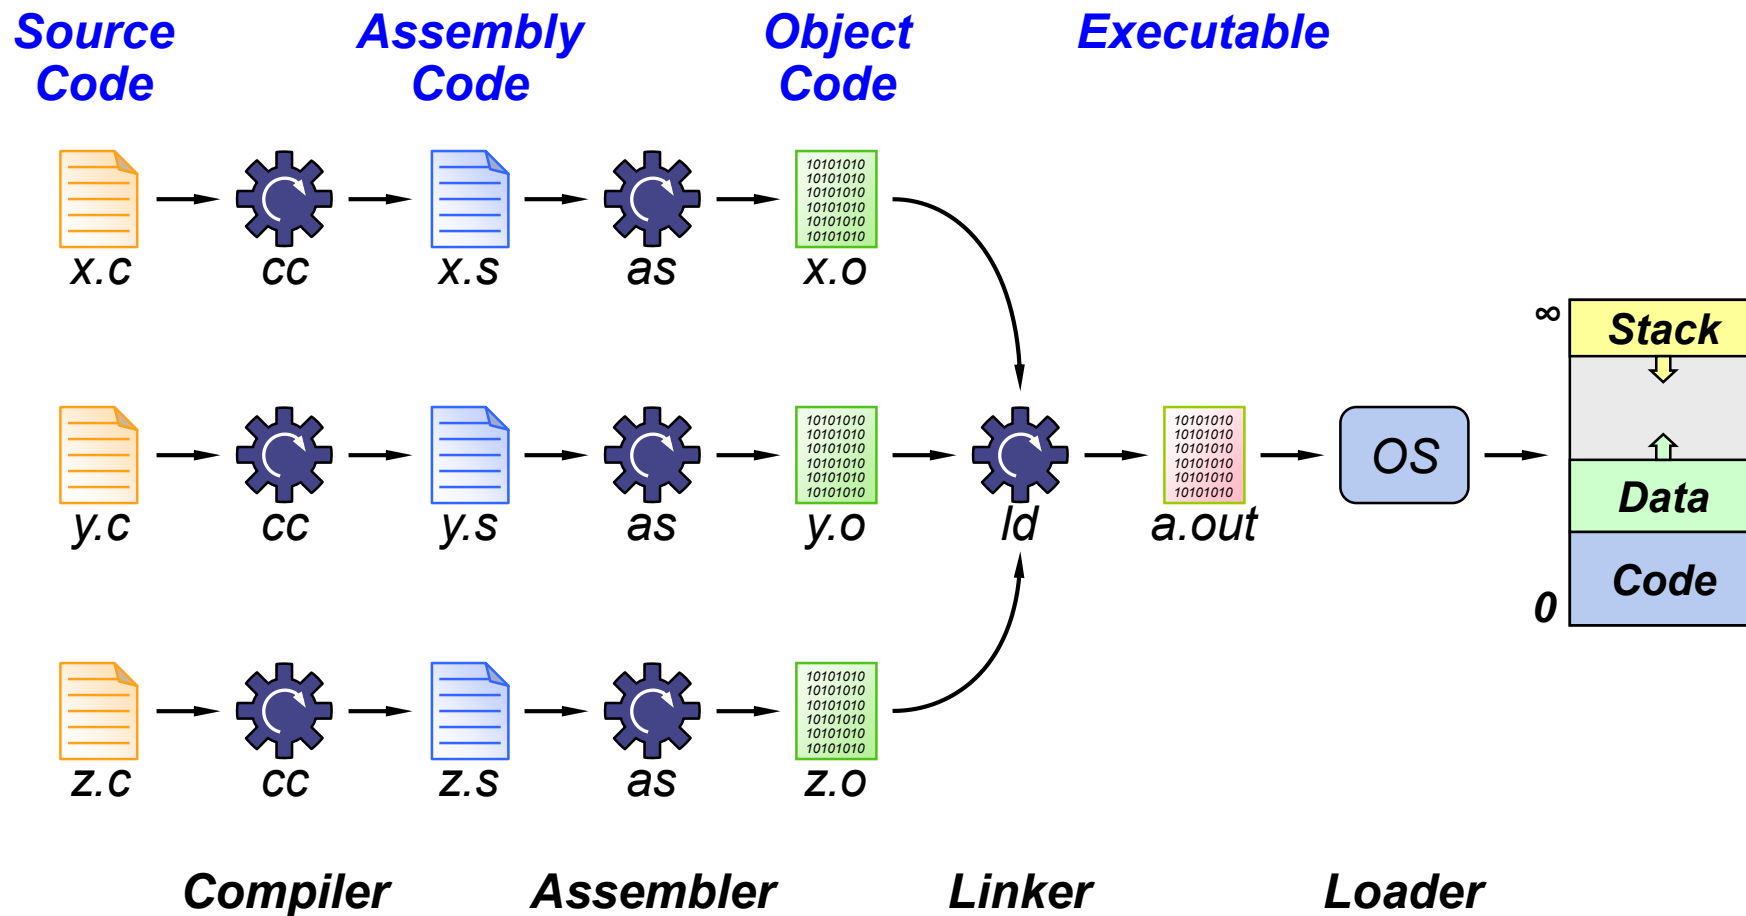 Source Code
Assembly Code
Object Code
Executable
10101010
10101010
10101010
10101010
10101010
10101010
x.c
cc
x.s
as
x.o
∞
Stack
10101010
10101010
10101010
10101010
10101010
10101010
10101010
10101010
10101010
10101010
10101010
10101010
OS
Data
y.c
cc
y.s
as
y.o
ld
a.out
Code
0
10101010
10101010
10101010
10101010
10101010
10101010
z.c
cc
z.s
as
z.o
Compiler
Assembler
Linker
Loader